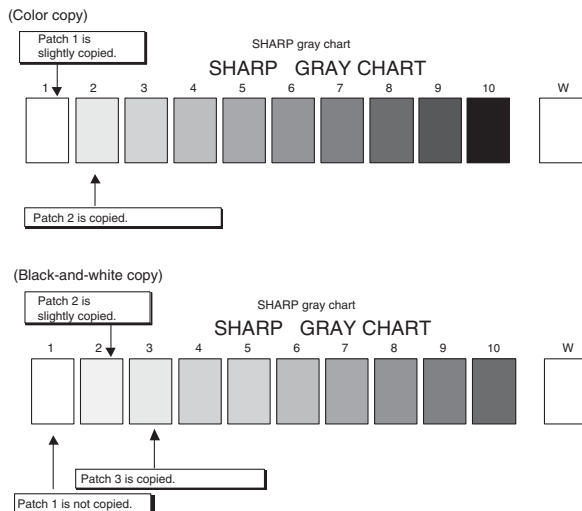 (Color copy)
Patch 1 is
slightly copied.
SHARP gray chart
SHARP GRAY CHART
1 2 3 4 5 6 7 8 9 10 W
Patch 2 is copied.
(Black-and-white copy)
Patch 2 is
slightly copied.
SHARP gray chart
SHARP GRAY CHART
1 2 3 4 5 6 7 8 9 10 W
Patch 3 is copied.
Patch 1 is not copied.